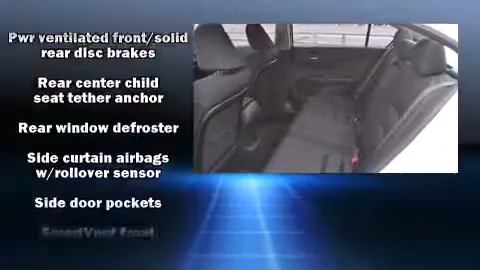 Pwr ventilated front/solid
rear disc brakes
Rear center child
seat tether anchor
Rear window defroster
Side curtain airbags
w/rollover sensor
Side door pockets